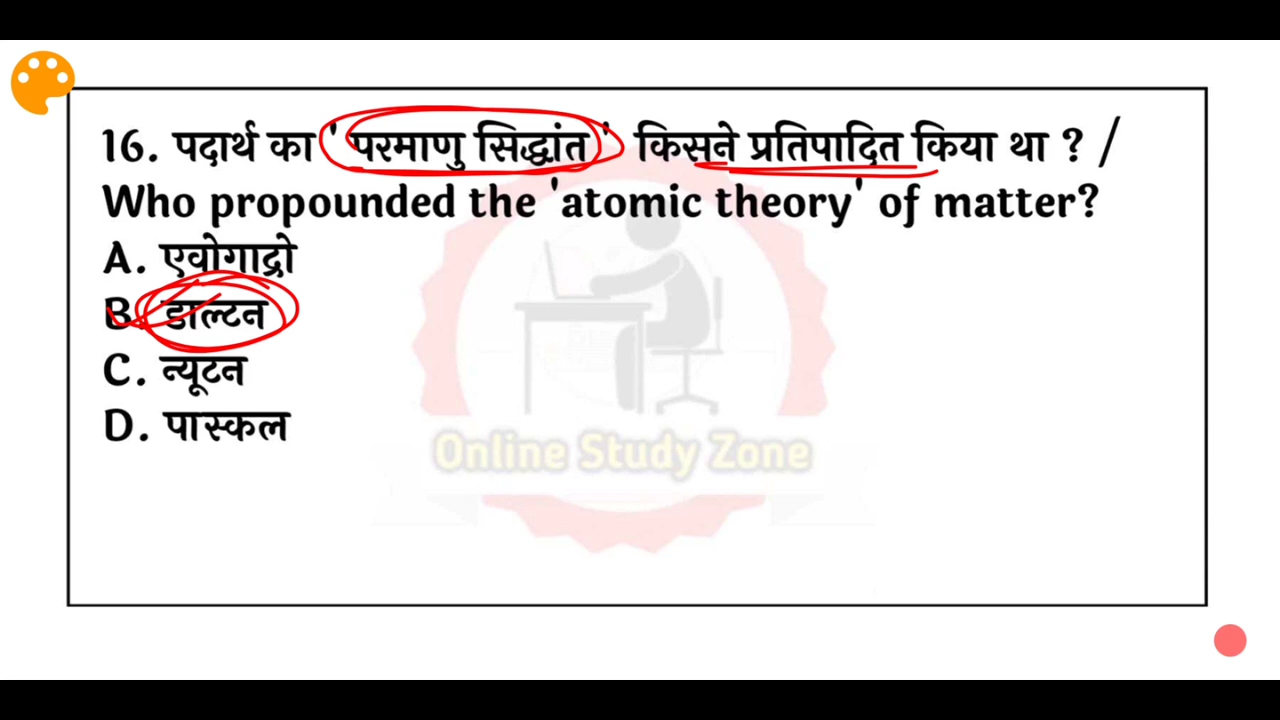 16. पदार्थ का ' परमाणु सिद्धांत ' किसने प्रतिपादित किया था ? /
Who propounded the 'atomic theory' of matter?
A. एवोगाद्रो
B. डाल्टन
C. न्यूटन
D. पास्कल
Online Study Zone